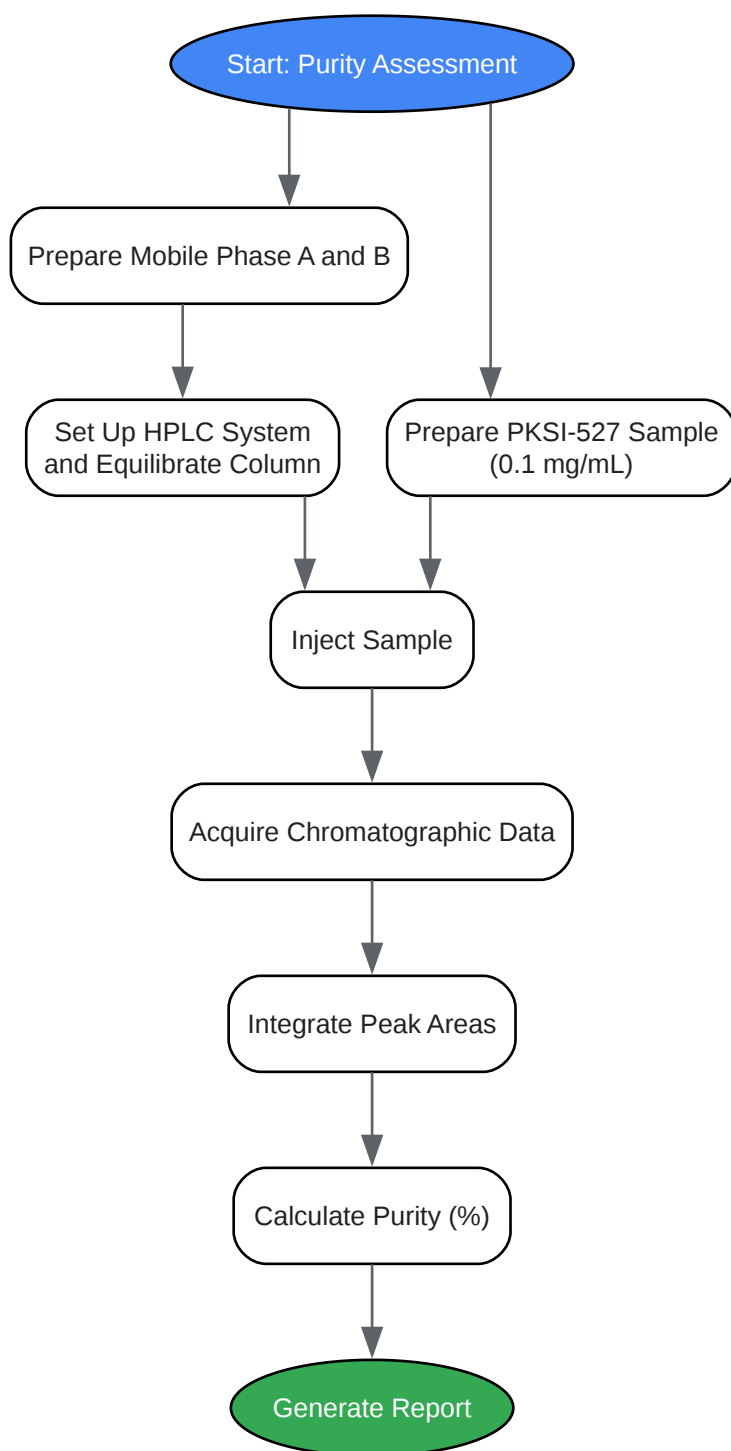 Start: Purity Assessment
Prepare Mobile Phase A and B
Set Up HPLC System
and Equilibrate Column
Prepare PKSI-527 Sample
(0.1 mg/mL)
Inject Sample
Acquire Chromatographic Data
Integrate Peak Areas
Calculate Purity (%)
Generate Report